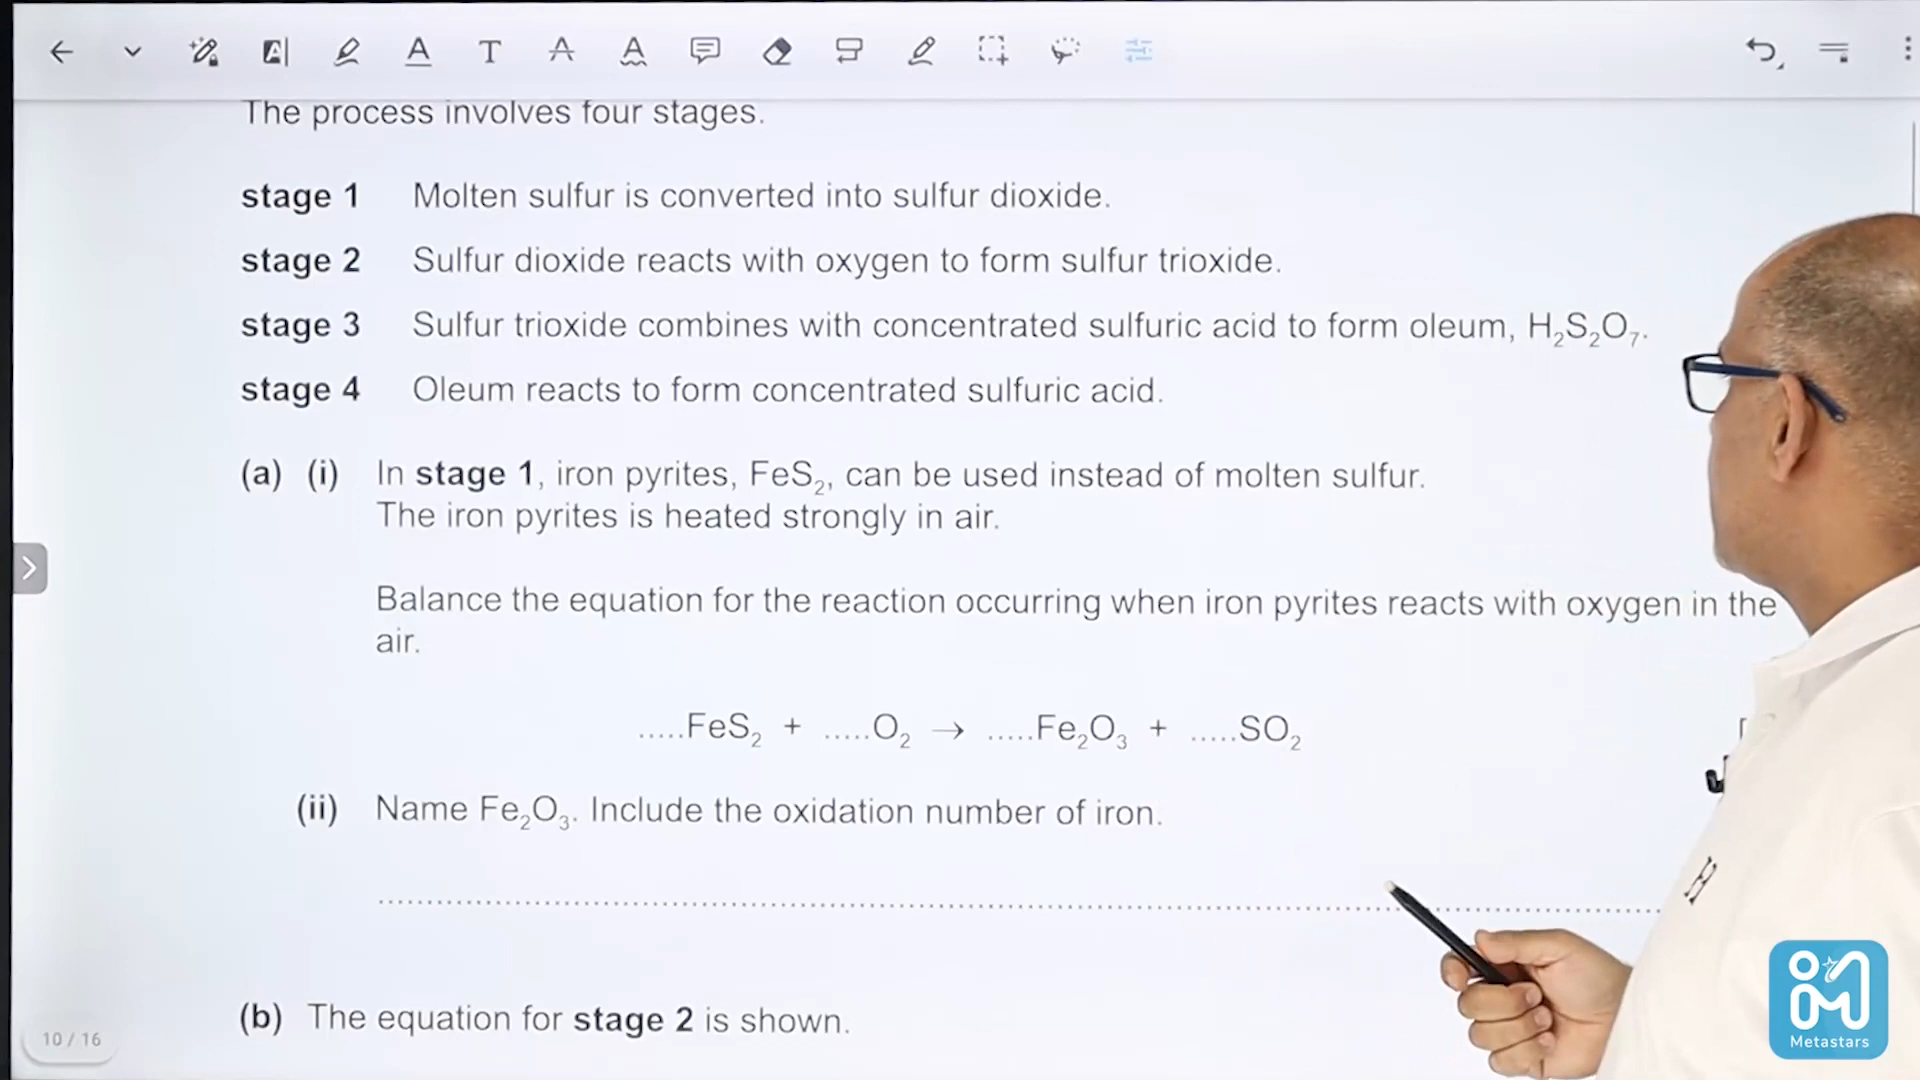 The process involves four stages.
stage 1 Molten sulfur is converted into sulfur dioxide.
stage 2 Sulfur dioxide reacts with oxygen to form sulfur trioxide.
stage 3 Sulfur trioxide combines with concentrated sulfuric acid to form oleum, H₂S₂O₇.
stage 4 Oleum reacts to form concentrated sulfuric acid.
(a) (i) In stage 1, iron pyrites, FeS₂, can be used instead of molten sulfur.
The iron pyrites is heated strongly in air.
Balance the equation for the reaction occurring when iron pyrites reacts with oxygen in the
air.
.....FeS₂ + .....O₂ → .....Fe₂O₃ + .....SO₂
(ii) Name Fe₂O₃. Include the oxidation number of iron.
(b) The equation for stage 2 is shown.
10 / 16
H
Metastars